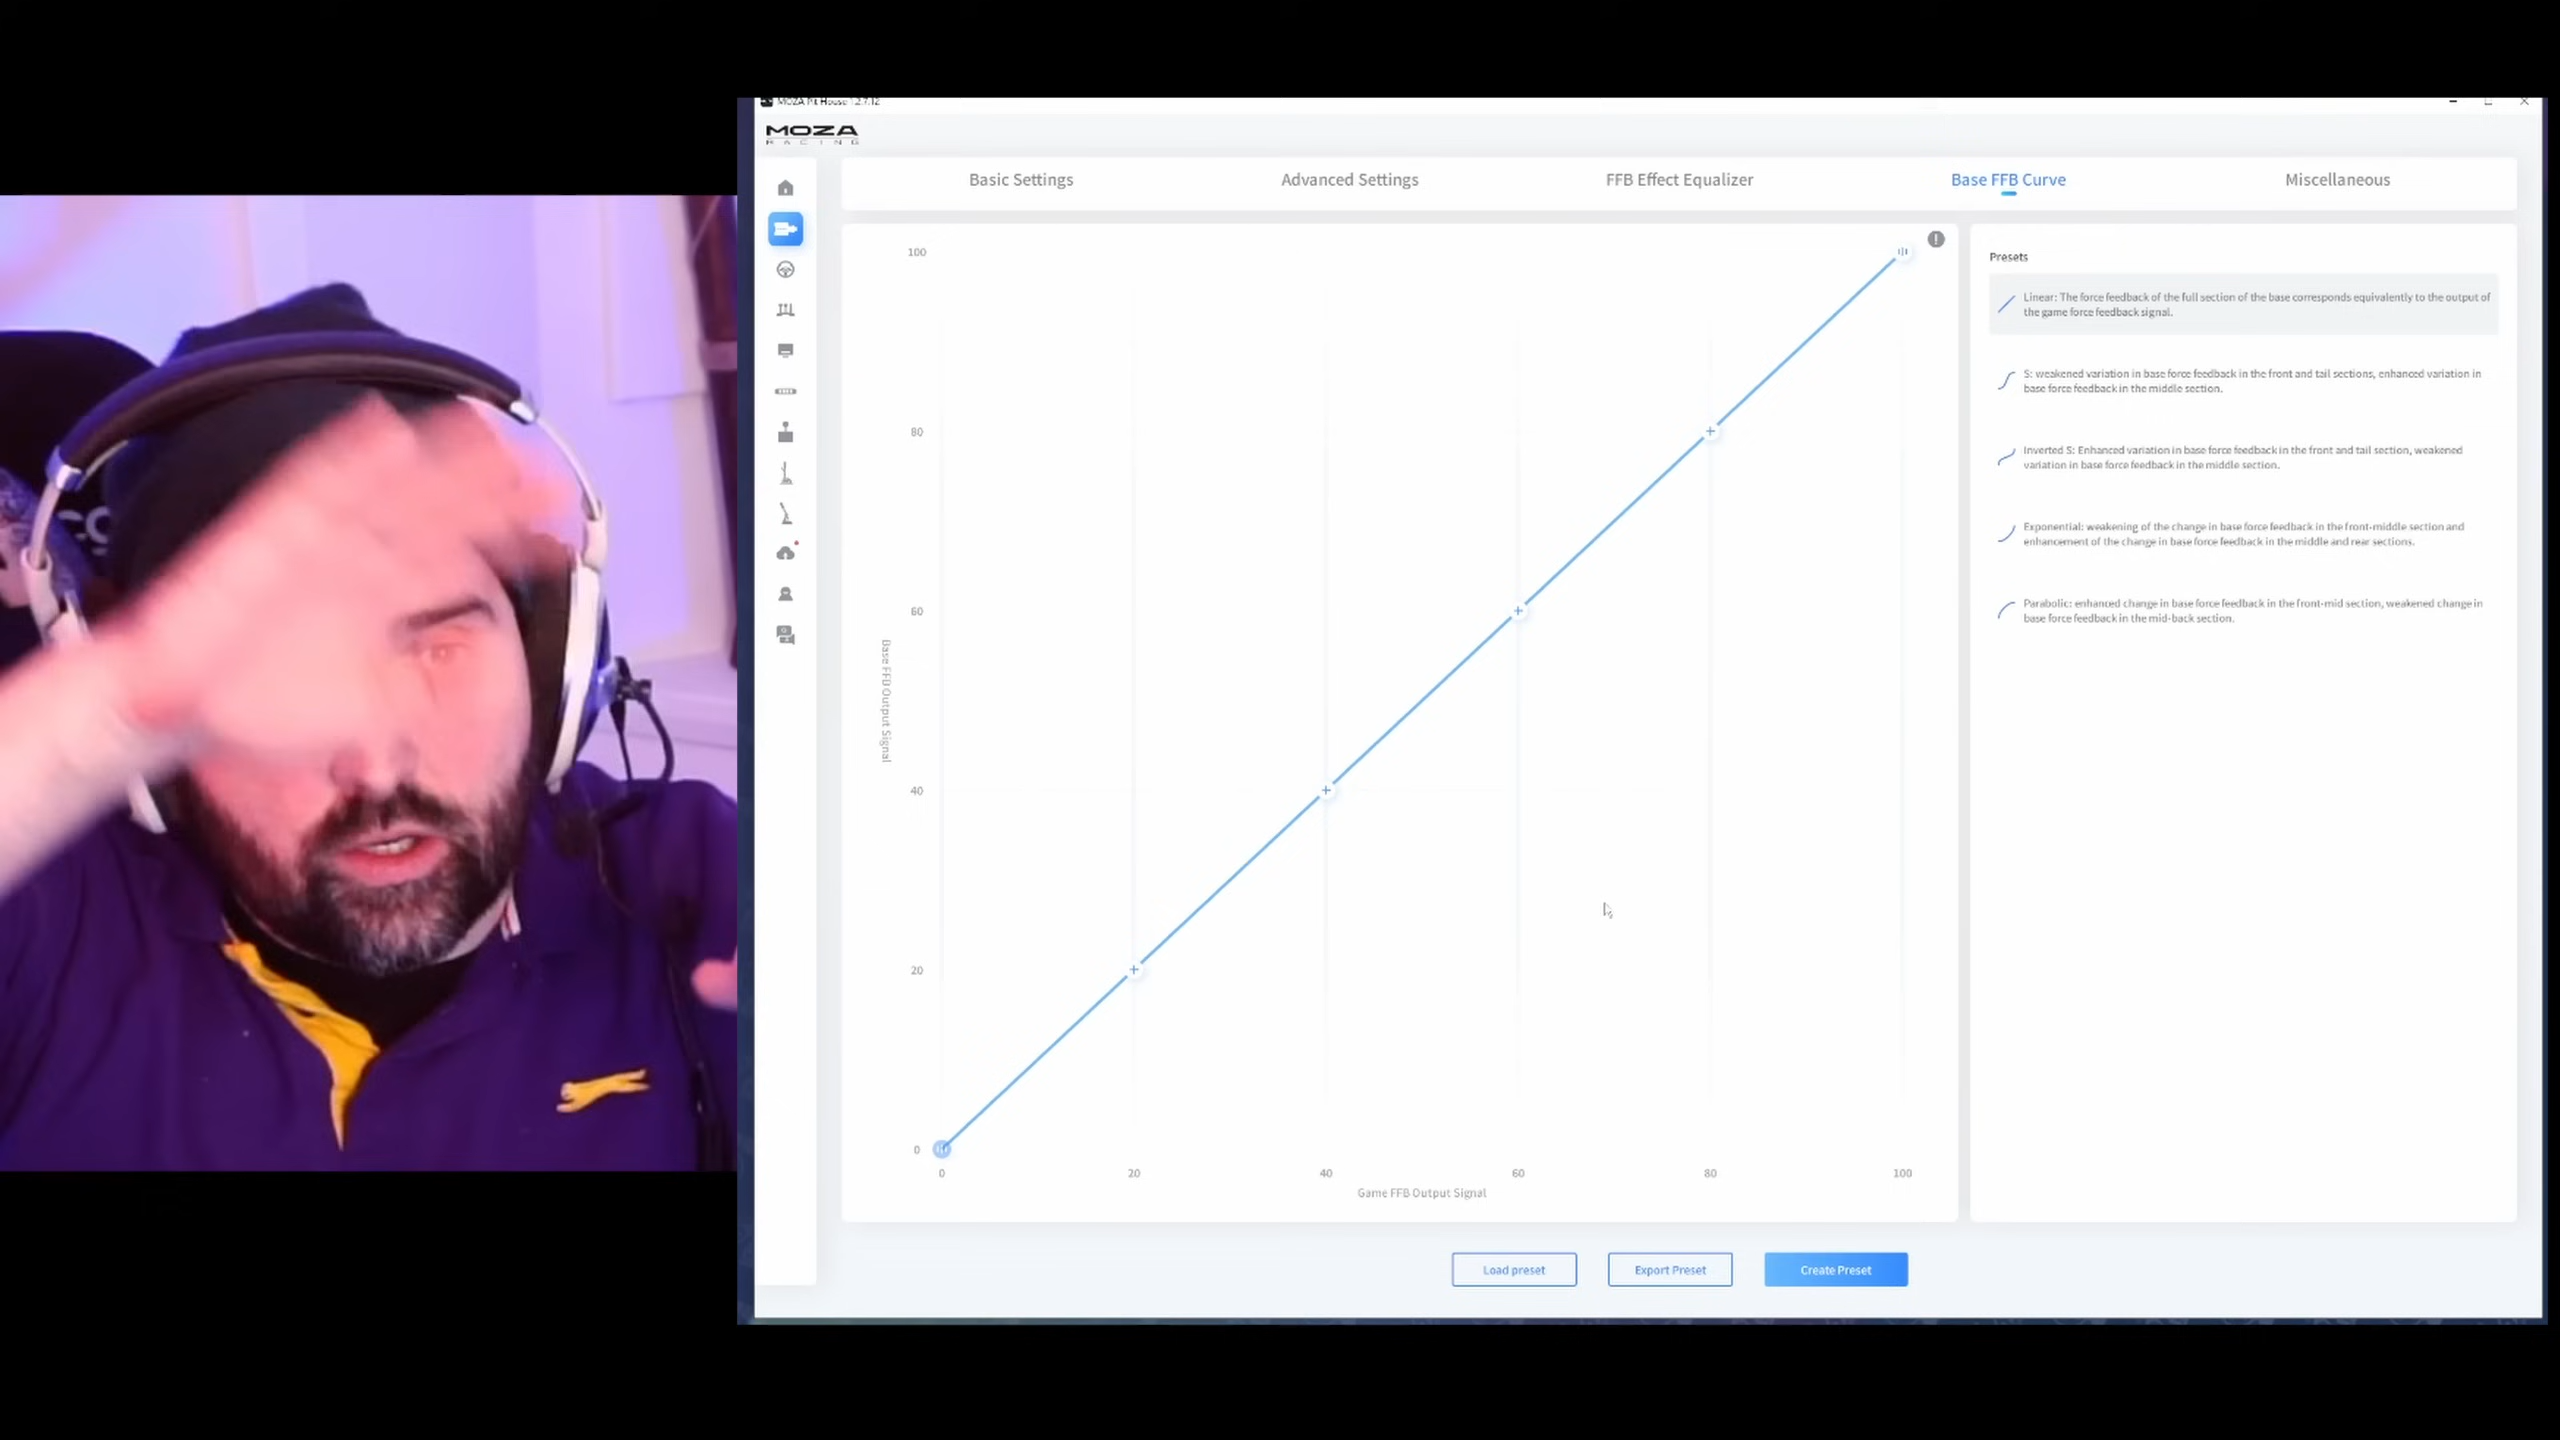 MOZA Pit House 1.2.7.12
MOZA
RACING
Basic Settings
Advanced Settings
FFB Effect Equalizer
Base FFB Curve
Miscellaneous
100
80
60
40
20
0
Base FFB Output Signal
0
20
40
60
80
100
Game FFB Output Signal
Presets
Linear: The force feedback of the full section of the base corresponds equivalently to the output of
the game force feedback signal.
S: weakened variation in base force feedback in the front and tail sections, enhanced variation in
base force feedback in the middle section.
Inverted S: Enhanced variation in base force feedback in the front and tail section, weakened
variation in base force feedback in the middle section.
Exponential: weakening of the change in base force feedback in the front-middle section and
enhancement of the change in base force feedback in the middle and rear sections.
Parabolic: enhanced change in base force feedback in the front-mid section, weakened change in
base force feedback in the mid-back section.
Load preset
Export Preset
Create Preset